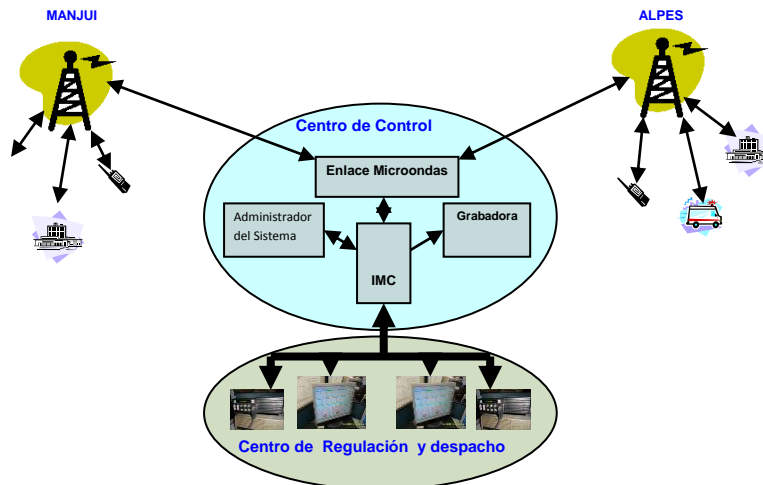 MANJUI
ALPES
Centro de Control
Enlace Microondas
Administrador
del Sistema
Grabadora
IMC
Centro de Regulación y despacho